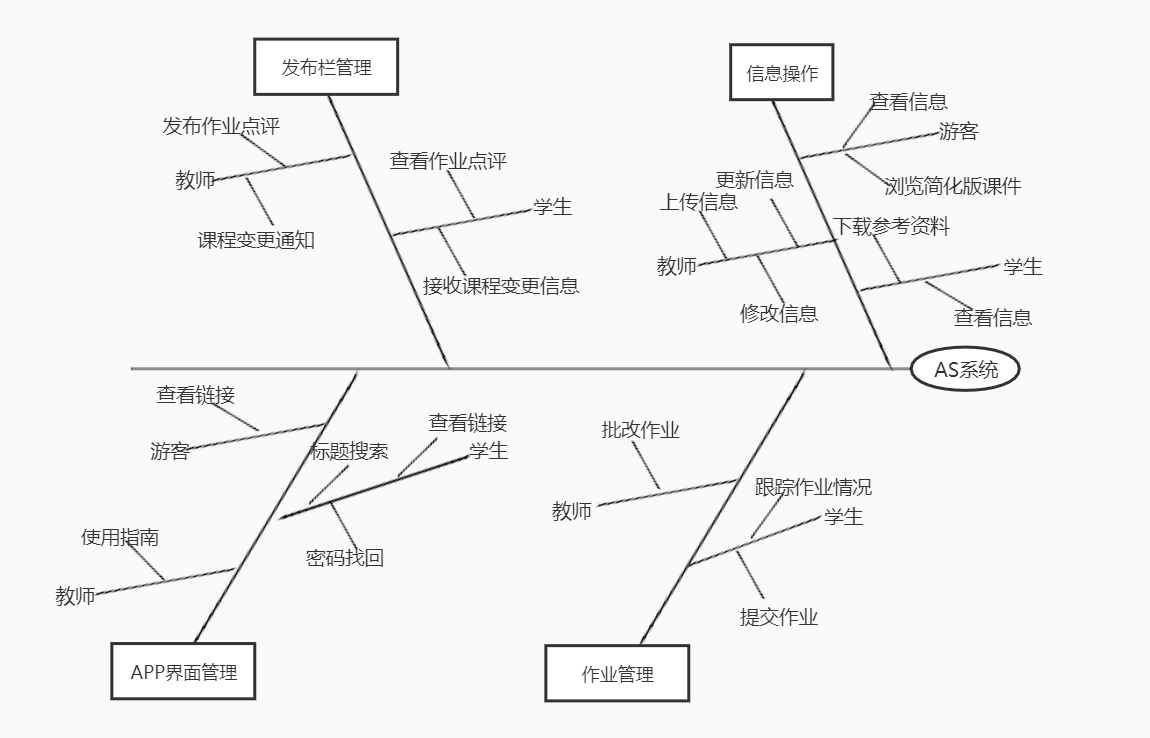 发布栏管理
信息操作
查看信息
发布作业点评
游客
查看作业点评
教师
更新信息
浏览简化版课件
上传信息
学生
下载参考资料
课程变更通知
教师
学生
接收课程变更信息
修改信息
查看信息
AS系统
查看链接
查看链接
批改作业
游客
标题搜索
学生
跟踪作业情况
教师
学生
使用指南
密码找回
教师
提交作业
APP界面管理
作业管理